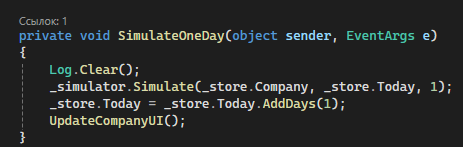 Ссылок: 1
private void SimulateOneDay(object sender, EventArgs e)
{
Log.Clear();
_simulator.Simulate(_store.Company, _store.Today, 1);
_store.Today = _store.Today.AddDays(1);
UpdateCompanyUI();
}